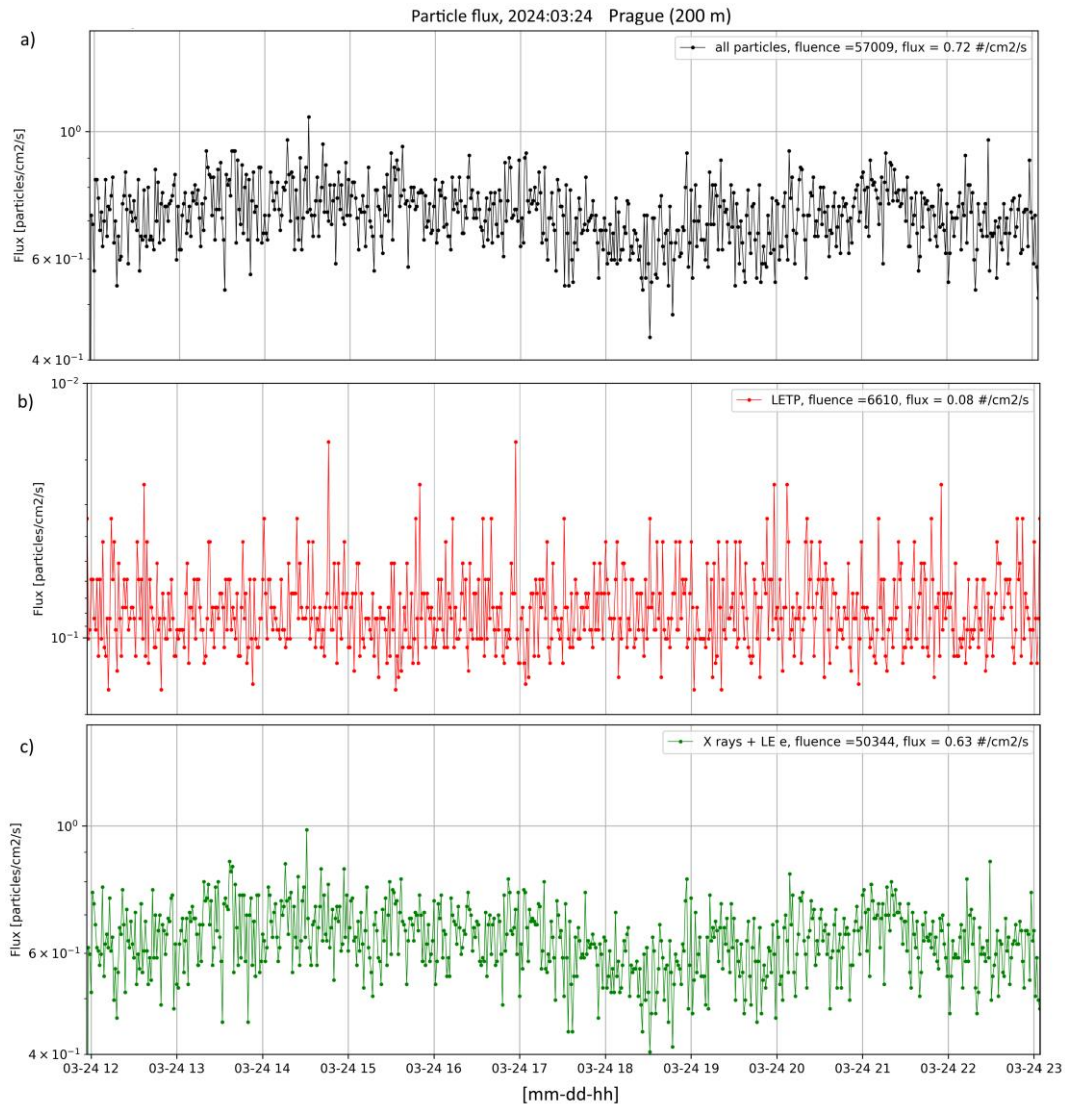 Particle flux, 2024:03:24 Prague (200 m)
a)
all particles, fluence =57009, flux = 0.72 #/cm2/s
Flux [particles/cm2/s]
10⁰
6 × 10⁻¹
4 × 10⁻¹
b)
LETP, fluence =6610, flux = 0.08 #/cm2/s
Flux [particles/cm2/s]
10⁻²
10⁻¹
c)
X rays + LE e, fluence =50344, flux = 0.63 #/cm2/s
Flux [particles/cm2/s]
10⁰
6 × 10⁻¹
4 × 10⁻¹
03-24 12 03-24 13 03-24 14 03-24 15 03-24 16 03-24 17 03-24 18 03-24 19 03-24 20 03-24 21 03-24 22 03-24 23
[mm-dd-hh]